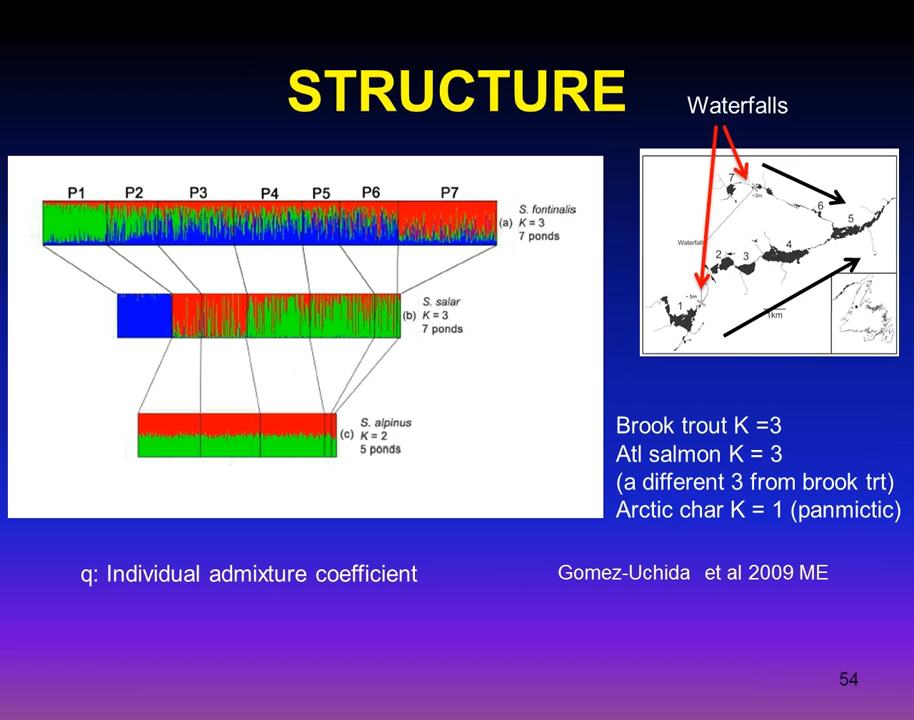 STRUCTURE
Waterfalls
P1 P2 P3 P4 P5 P6 P7
S. fontinalis
(a) K = 3
7 ponds
S. salar
(b) K = 3
7 ponds
S. alpinus
(c) K = 2
5 ponds
7
~3m
6
5
Waterfall
4
2
3
~5m
1
1km
Brook trout K =3
Atl salmon K = 3
(a different 3 from brook trt)
Arctic char K = 1 (panmictic)
q: Individual admixture coefficient
Gomez-Uchida et al 2009 ME
54